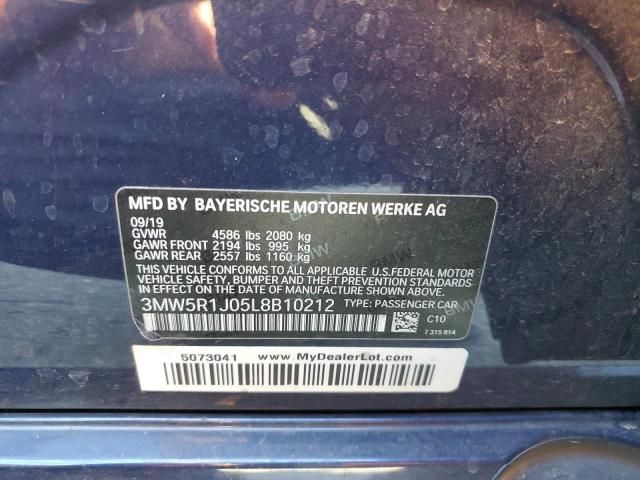 MFD BY BAYERISCHE MOTOREN WERKE AG
09/19
GVWR 4586 lbs 2080 kg
GAWR FRONT 2194 lbs 995 kg
GAWR REAR 2557 lbs 1160 kg
THIS VEHICLE CONFORMS TO ALL APPLICABLE U.S.FEDERAL MOTOR
VEHICLE SAFETY, BUMPER AND THEFT PREVENTION STANDARDS
IN EFFECT ON THE DATE OF MANUFACTURE SHOWN ABOVE.
3MW5R1J05L8B10212 TYPE: PASSENGER CAR
C10
7 315 814
5073041 www.MyDealerLot.com